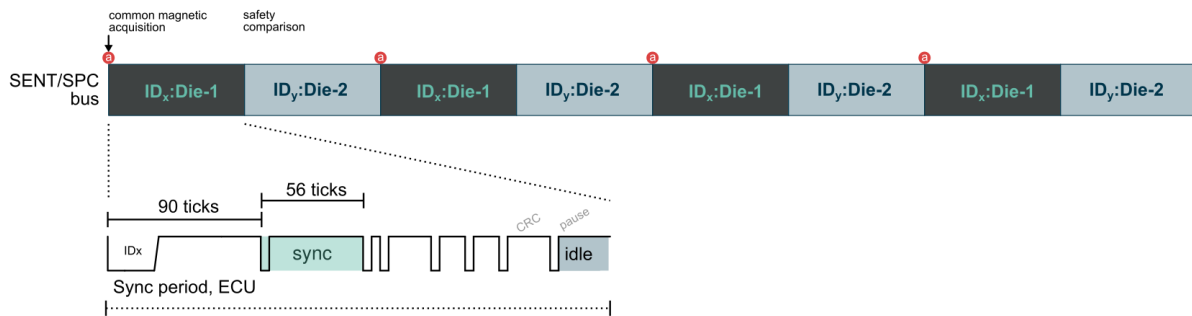 common magnetic
acquisition
safety
comparison
a
a
a
a
SENT/SPC
bus
IDx:Die-1
IDy:Die-2
IDx:Die-1
IDy:Die-2
IDx:Die-1
IDy:Die-2
IDx:Die-1
IDy:Die-2
56 ticks
90 ticks
CRC
pause
IDx
sync
idle
Sync period, ECU